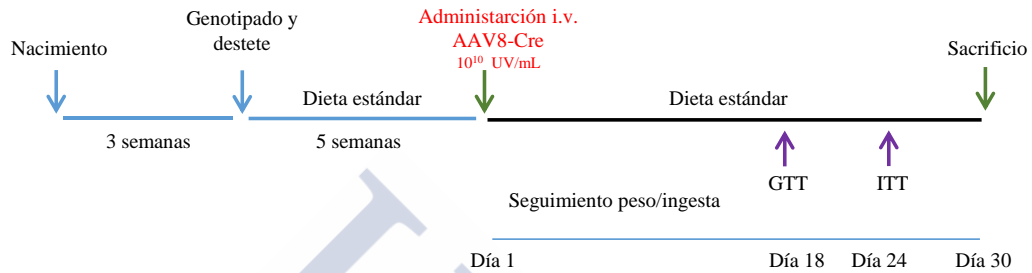 Nacimiento
Genotipado y
destete
Administarción i.v.
AAV8-Cre
10¹⁰ UV/mL
Sacrificio
Dieta estándar
Dieta estándar
3 semanas
5 semanas
GTT
ITT
Seguimiento peso/ingesta
Día 1
Día 18
Día 24
Día 30